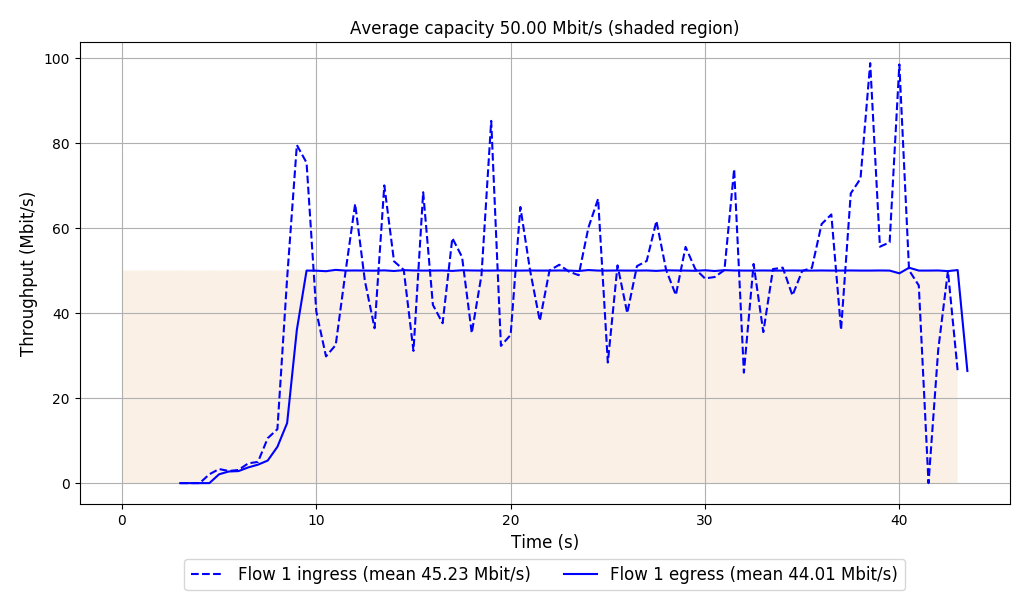 Average capacity 50.00 Mbit/s (shaded region)
Throughput (Mbit/s)
100
80
60
40
20
0
0 10 20 30 40
Time (s)
Flow 1 ingress (mean 45.23 Mbit/s) Flow 1 egress (mean 44.01 Mbit/s)